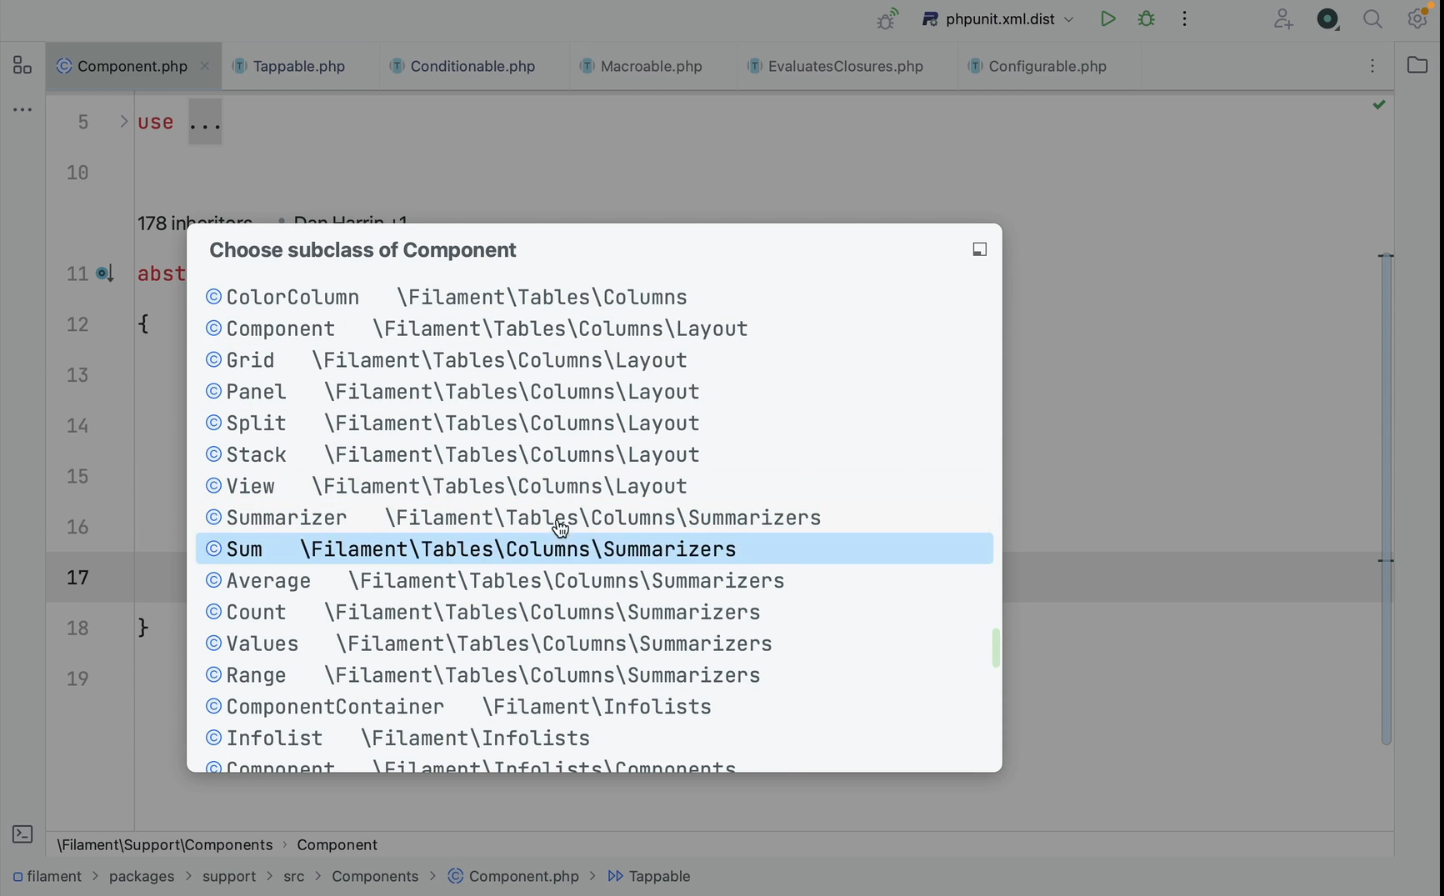 phpunit.xml.dist
Component.php Tappable.php Conditionable.php Macroable.php EvaluatesClosures.php Configurable.php
5 use ...
10
178 inheritors Dan Harrin +1
Choose subclass of Component
11 abst
12 {
13
14
15
16
17
18 }
19
ColorColumn \Filament\Tables\Columns
Component \Filament\Tables\Columns\Layout
Grid \Filament\Tables\Columns\Layout
Panel \Filament\Tables\Columns\Layout
Split \Filament\Tables\Columns\Layout
Stack \Filament\Tables\Columns\Layout
View \Filament\Tables\Columns\Layout
Summarizer \Filament\Tables\Columns\Summarizers
Sum \Filament\Tables\Columns\Summarizers
Average \Filament\Tables\Columns\Summarizers
Count \Filament\Tables\Columns\Summarizers
Values \Filament\Tables\Columns\Summarizers
Range \Filament\Tables\Columns\Summarizers
ComponentContainer \Filament\Infolists
Infolist \Filament\Infolists
Component \Filament\Infolists\Components
\Filament\Support\Components › Component
filament > packages > support > src > Components > Component.php > Tappable